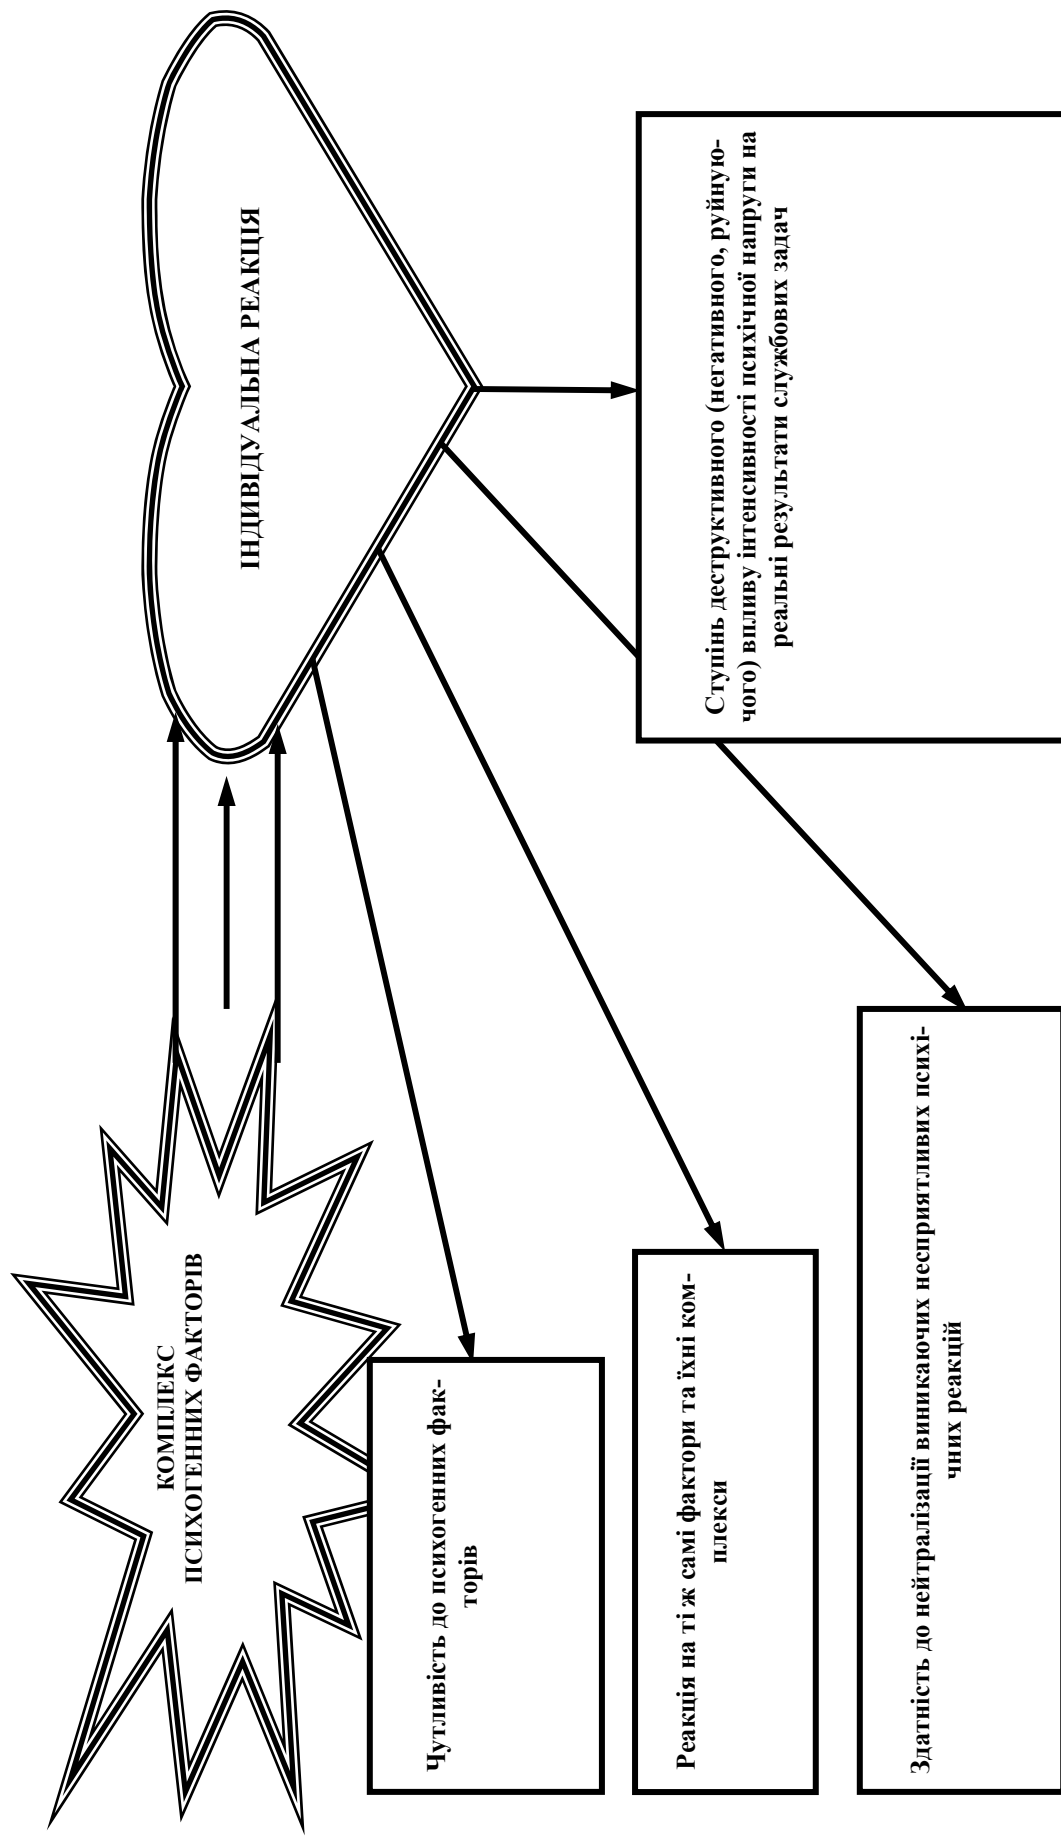 КОМПЛЕКС
ПСИХОГЕННИХ ФАКТОРІВ
ІНДИВІДУАЛЬНА РЕАКЦІЯ
Чутливість до психогенних фак-
торів
Реакція на ті ж самі фактори та їхні ком-
плекси
Здатність до нейтралізації виникаючих несприятливих психі-
чних реакцій
Ступінь деструктивного (негативного, руйную-
чого) впливу інтенсивності психічної напруги на
реальні результати службових задач